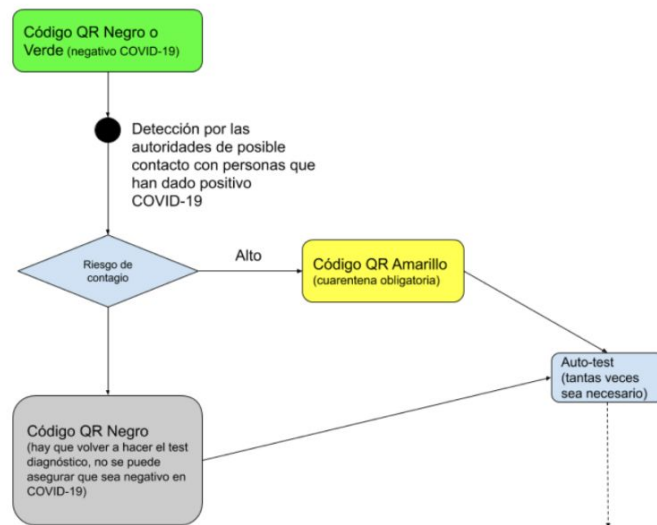 Código QR Negro o
Verde (negativo COVID-19)
Detección por las
autoridades de posible
contacto con personas que
han dado positivo
COVID-19
Riesgo de
contagio
Alto
Código QR Amarillo
(cuarentena obligatoria)
Auto-test
(tantas veces
sea necesario)
Código QR Negro
(hay que volver a hacer el test
diagnóstico, no se puede
asegurar que sea negativo en
COVID-19)